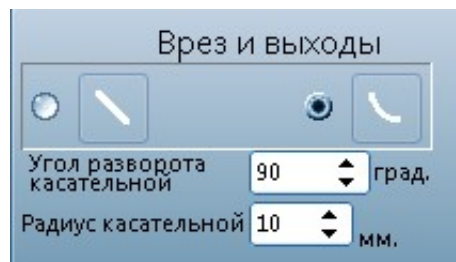 Врез и выходы
Угол разворота
касательной
90
град.
Радиус касательной
10
мм.